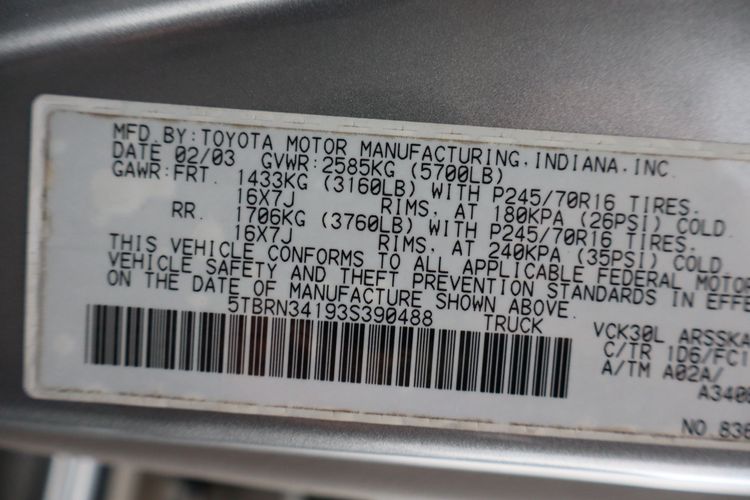 MFD.BY:TOYOTA MOTOR MANUFACTURING.INDIANA.INC.
DATE 02/03 GVWR:2585KG (5700LB)
GAWR:FRT. 1433KG (3160LB) WITH P245/70R16 TIRES.
16X7J RIMS. AT 180KPA (26PSI) COLD
RR. 1706KG (3760LB) WITH P245/70R16 TIRES.
16X7J RIMS. AT 240KPA (35PSI) COLD
THIS VEHICLE CONFORMS TO ALL APPLICABLE FEDERAL MOTOR
VEHICLE SAFETY AND THEFT PREVENTION STANDARDS IN EFFE
ON THE DATE OF MANUFACTURE SHOWN ABOVE.
5TBRN34193S390488 TRUCK
VCK30L ARSSKA
C/TR 1D6/FC1
A/TM A02A/
A340
NO.836